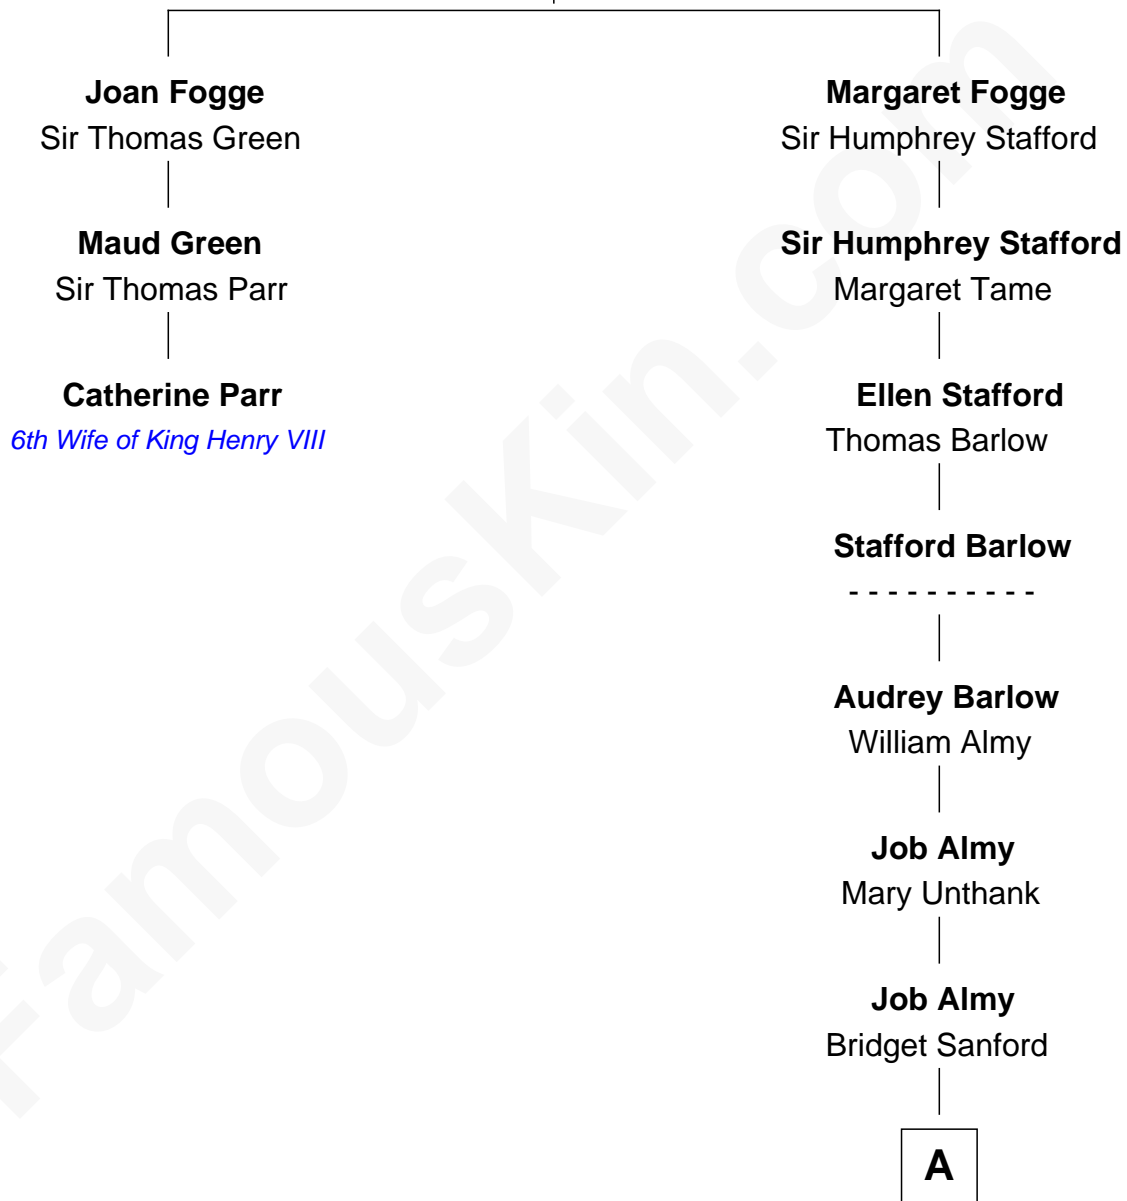 Joan Fogge
Sir Thomas Green
Margaret Fogge
Sir Humphrey Stafford
Maud Green
Sir Thomas Parr
Sir Humphrey Stafford
Margaret Tame
Catherine Parr
6th Wife of King Henry VIII
Ellen Stafford
Thomas Barlow
Stafford Barlow
- - - - - - - - - -
Audrey Barlow
William Almy
Job Almy
Mary Unthank
Job Almy
Bridget Sanford
A
FamousKin.com